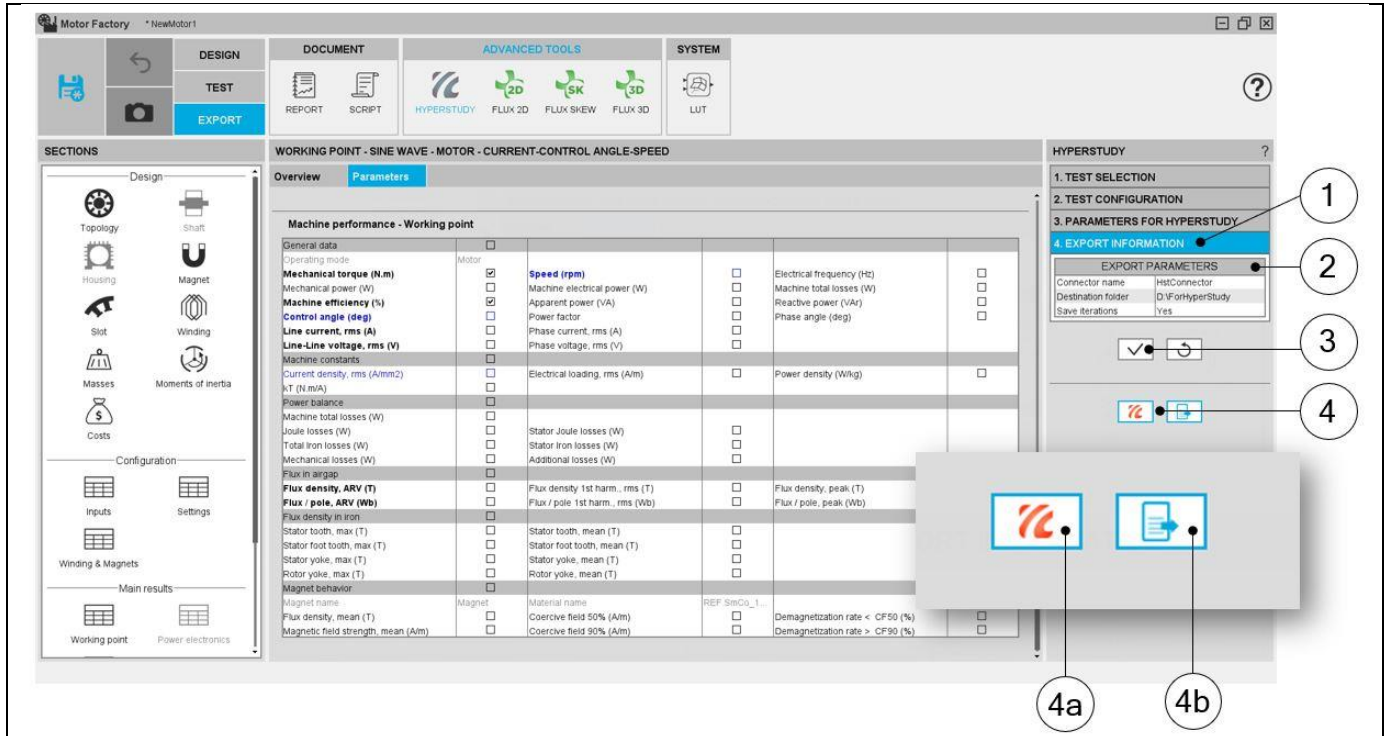 Motor Factory * NewMotor1
DESIGN
TEST
EXPORT
DOCUMENT
REPORT SCRIPT
ADVANCED TOOLS
2D SK 3D
HYPERSTUDY FLUX 2D FLUX SKEW FLUX 3D
SYSTEM
LUT
?
SECTIONS
Design
Topology Shaft
Housing Magnet
Slot Winding
Masses Moments of inertia
$
Costs
Configuration
Inputs Settings
Winding & Magnets
Main results
Working point Power electronics
WORKING POINT - SINE WAVE - MOTOR - CURRENT-CONTROL ANGLE-SPEED
Overview Parameters
Machine performance - Working point
General data
Operating mode Motor
Mechanical torque (N.m) Speed (rpm) Electrical frequency (Hz)
Mechanical power (W) Machine electrical power (W) Machine total losses (W)
Machine efficiency (%) Apparent power (VA) Reactive power (VAr)
Control angle (deg) Power factor Phase angle (deg)
Line current, rms (A) Phase current, rms (A)
Line-Line voltage, rms (V) Phase voltage, rms (V)
Machine constants
Current density, rms (A/mm2) Electrical loading, rms (A/m) Power density (W/kg)
kT (N.m/A)
Power balance
Machine total losses (W)
Joule losses (W) Stator Joule losses (W)
Total Iron losses (W) Stator Iron losses (W)
Mechanical losses (W) Additional losses (W)
Flux in airgap
Flux density, ARV (T) Flux density 1st harm., rms (T) Flux density, peak (T)
Flux / pole, ARV (Wb) Flux / pole 1st harm., rms (Wb) Flux / pole, peak (Wb)
Flux density in iron
Stator tooth, max (T) Stator tooth, mean (T)
Stator foot tooth, max (T) Stator foot tooth, mean (T)
Stator yoke, max (T) Stator yoke, mean (T)
Rotor yoke, max (T) Rotor yoke, mean (T)
Magnet behavior
Magnet name Magnet Material name REF_SmCo_1...
Flux density, mean (T) Coercive field 50% (A/m) Demagnetization rate < CF50 (%)
Magnetic field strength, mean (A/m) Coercive field 90% (A/m) Demagnetization rate > CF90 (%)
HYPERSTUDY ?
1. TEST SELECTION
2. TEST CONFIGURATION
3. PARAMETERS FOR HYPERSTUDY
4. EXPORT INFORMATION
EXPORT PARAMETERS
Connector name HstConnector
Destination folder D:\ForHyperStudy
Save iterations Yes
1
2
3
4
4a 4b